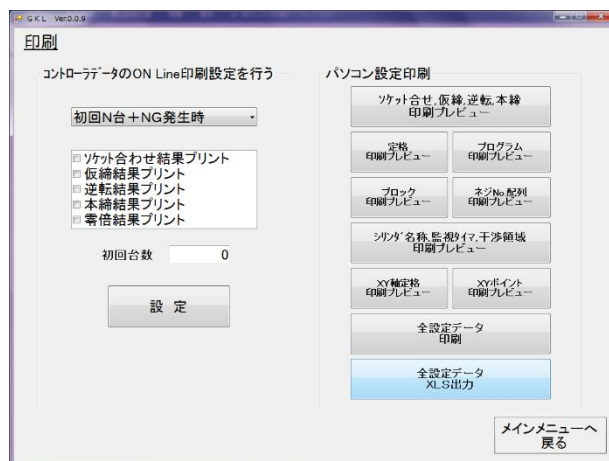 GKL Ver.0.0.9
印刷
コントローラデータのON Line印刷設定を行う
初回N台+NG発生時
ソケット合わせ結果プリント
仮締結果プリント
逆転結果プリント
本締結果プリント
零倍結果プリント
初回台数 0
設 定
パソコン設定印刷
ソケット合せ,仮締,逆転,本締
印刷プレビュー
定格
印刷プレビュー
プログラム
印刷プレビュー
ブロック
印刷プレビュー
ネジNo.配列
印刷プレビュー
シリンダ名称,監視タイマ,干渉領域
印刷プレビュー
XY軸定格
印刷プレビュー
XYポイント
印刷プレビュー
全設定データ
印刷
全設定データ
XLS出力
メインメニューへ
戻る